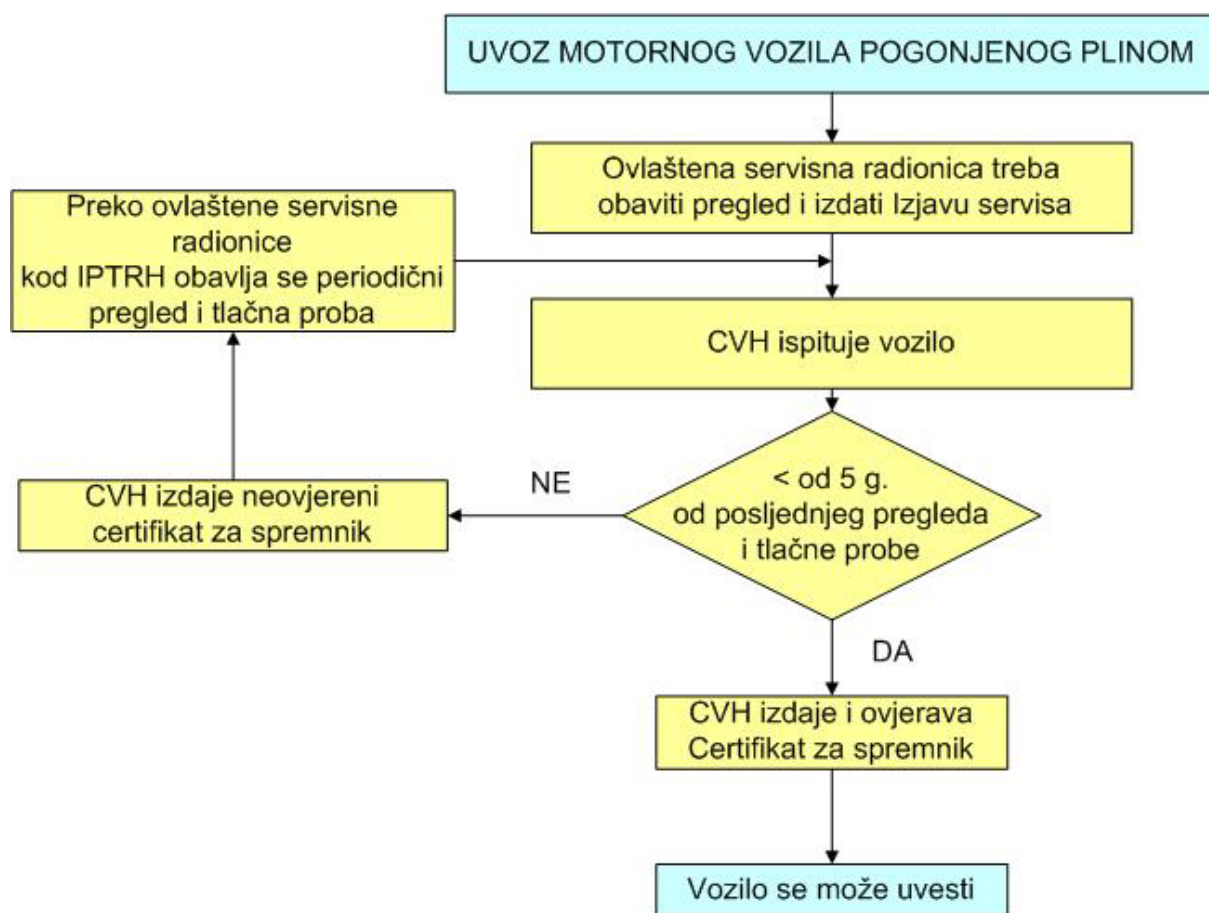 UVOZ MOTORNOG VOZILA POGONJENOG PLINOM
Ovlaštena servisna radionica treba
obaviti pregled i izdati Izjavu servisa
Preko ovlaštene servisne
radionice
kod IPTRH obavlja se periodični
pregled i tlačna proba
CVH ispituje vozilo
< od 5 g.
od posljednjeg pregleda
i tlačne probe
NE
CVH izdaje neovjereni
certifikat za spremnik
DA
CVH izdaje i ovjerava
Certifikat za spremnik
Vozilo se može uvesti